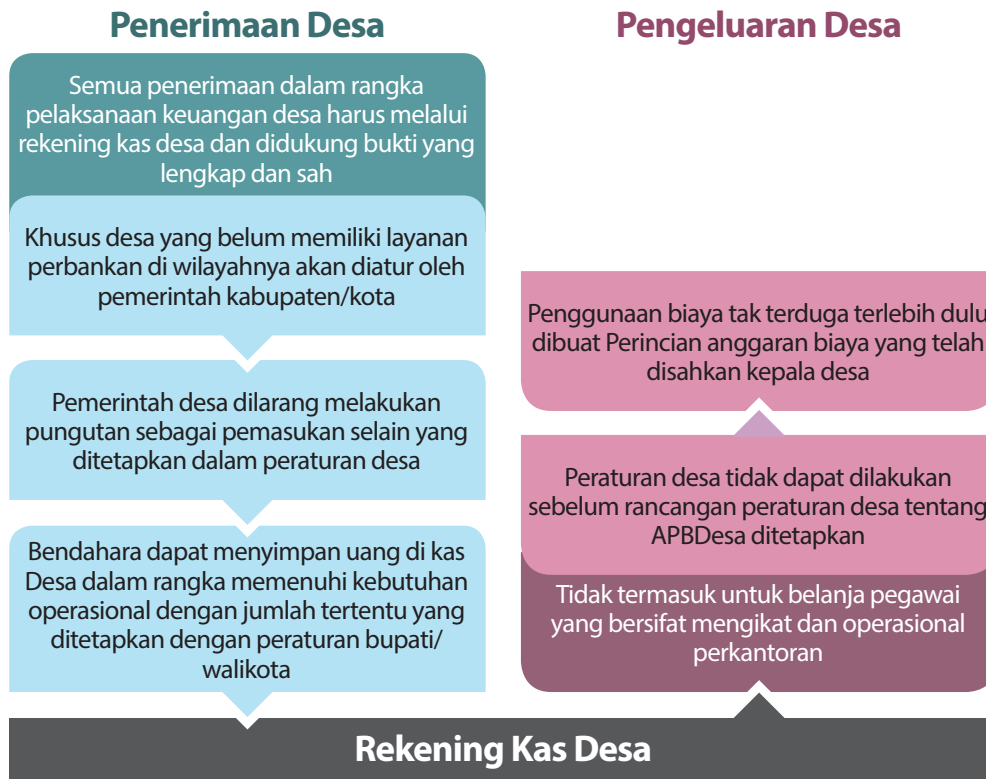 Penerimaan Desa
Semua penerimaan dalam rangka
pelaksanaan keuangan desa harus melalui
rekening kas desa dan didukung bukti yang
lengkap dan sah
Khusus desa yang belum memiliki layanan
perbankan di wilayahnya akan diatur oleh
pemerintah kabupaten/kota
Pemerintah desa dilarang melakukan
pungutan sebagai pemasukan selain yang
ditetapkan dalam peraturan desa
Bendahara dapat menyimpan uang di kas
Desa dalam rangka memenuhi kebutuhan
operasional dengan jumlah tertentu yang
ditetapkan dengan peraturan bupati/
walikota
Pengeluaran Desa
Penggunaan biaya tak terduga terlebih dulu
dibuat Perincian anggaran biaya yang telah
disahkan kepala desa
Peraturan desa tidak dapat dilakukan
sebelum rancangan peraturan desa tentang
APBDesa ditetapkan
Tidak termasuk untuk belanja pegawai
yang bersifat mengikat dan operasional
perkantoran
Rekening Kas Desa